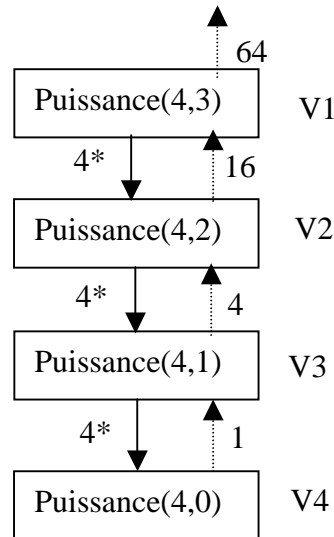 64
Puissance(4,3) V1
4* 16
Puissance(4,2) V2
4* 4
Puissance(4,1) V3
4* 1
Puissance(4,0) V4